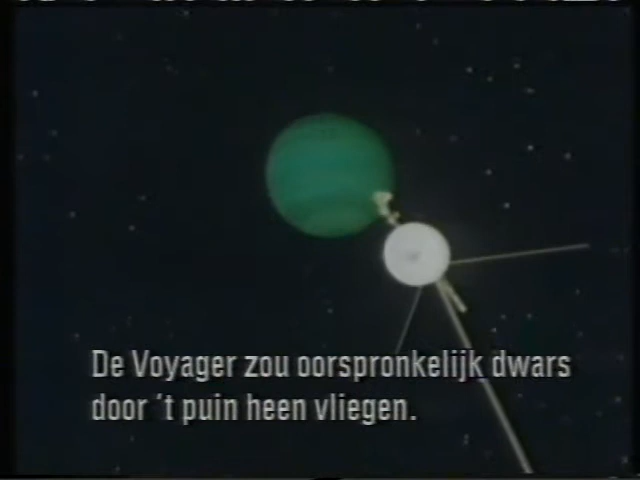 De Voyager zou oorspronkelijk dwars
door 't puin heen vliegen.